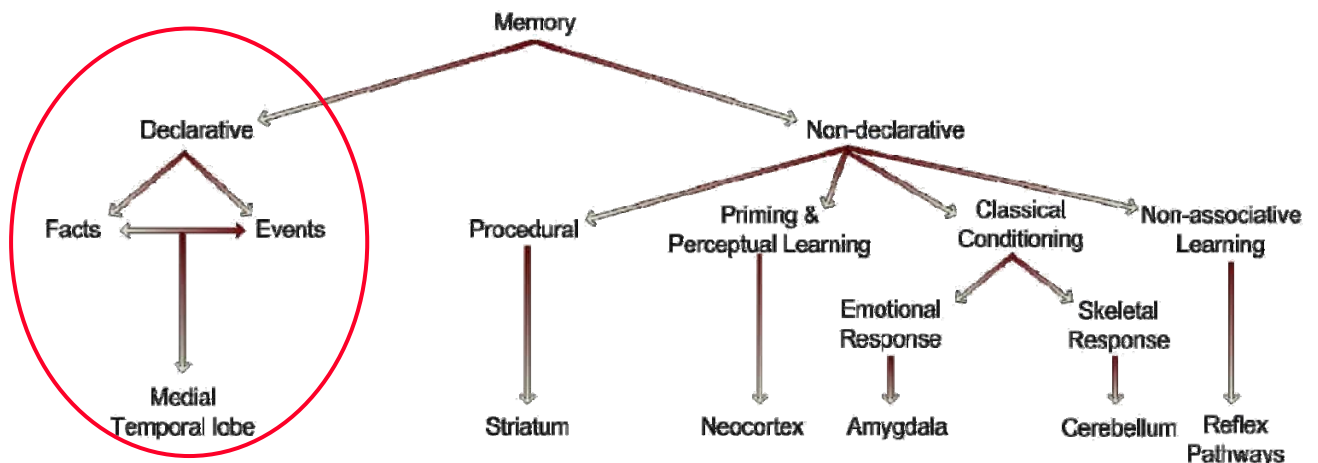 Memory
Declarative
Non-declarative
Facts
Events
Procedural
Priming &
Perceptual Learning
Classical
Conditioning
Non-associative
Learning
Emotional
Response
Skeletal
Response
Medial
Temporal lobe
Striatum
Neocortex
Amygdala
Cerebellum
Reflex
Pathways